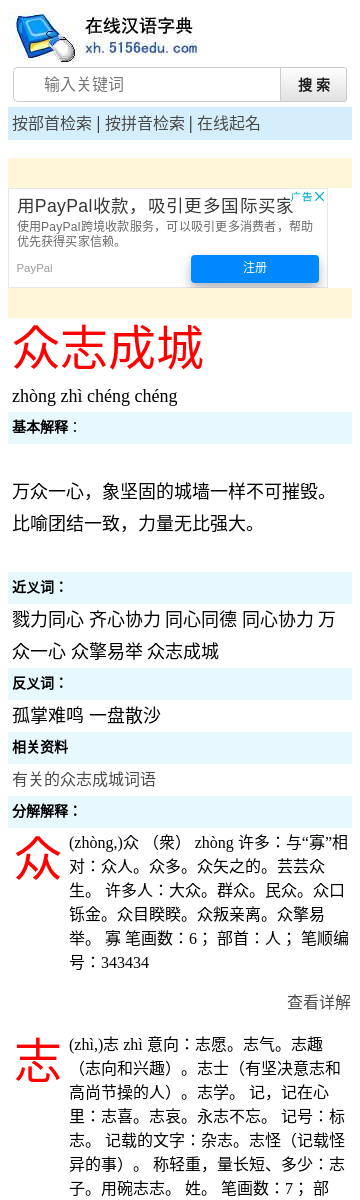 在线汉语字典
xh.5156edu.com
输入关键词
搜 索
按部首检索 | 按拼音检索 | 在线起名
广告
用PayPal收款，吸引更多国际买家
使用PayPal跨境收款服务，可以吸引更多消费者，帮助
优先获得买家信赖。
PayPal
注册
众志成城
zhòng zhì chéng chéng
基本解释：
万众一心，象坚固的城墙一样不可摧毁。
比喻团结一致，力量无比强大。
近义词：
戮力同心 齐心协力 同心同德 同心协力 万
众一心 众擎易举 众志成城
反义词：
孤掌难鸣 一盘散沙
相关资料
有关的众志成城词语
分解解释：
众
(zhòng,)众 （衆） zhòng 许多：与“寡”相
对：众人。众多。众矢之的。芸芸众
生。 许多人：大众。群众。民众。众口
铄金。众目睽睽。众叛亲离。众擎易
举。 寡 笔画数：6； 部首：人； 笔顺编
号：343434
查看详解
志
(zhì,)志 zhì 意向：志愿。志气。志趣
（志向和兴趣）。志士（有坚决意志和
高尚节操的人）。志学。 记，记在心
里：志喜。志哀。永志不忘。 记号：标
志。 记载的文字：杂志。志怪（记载怪
异的事）。 称轻重，量长短、多少：志
子。用碗志志。 姓。 笔画数：7； 部